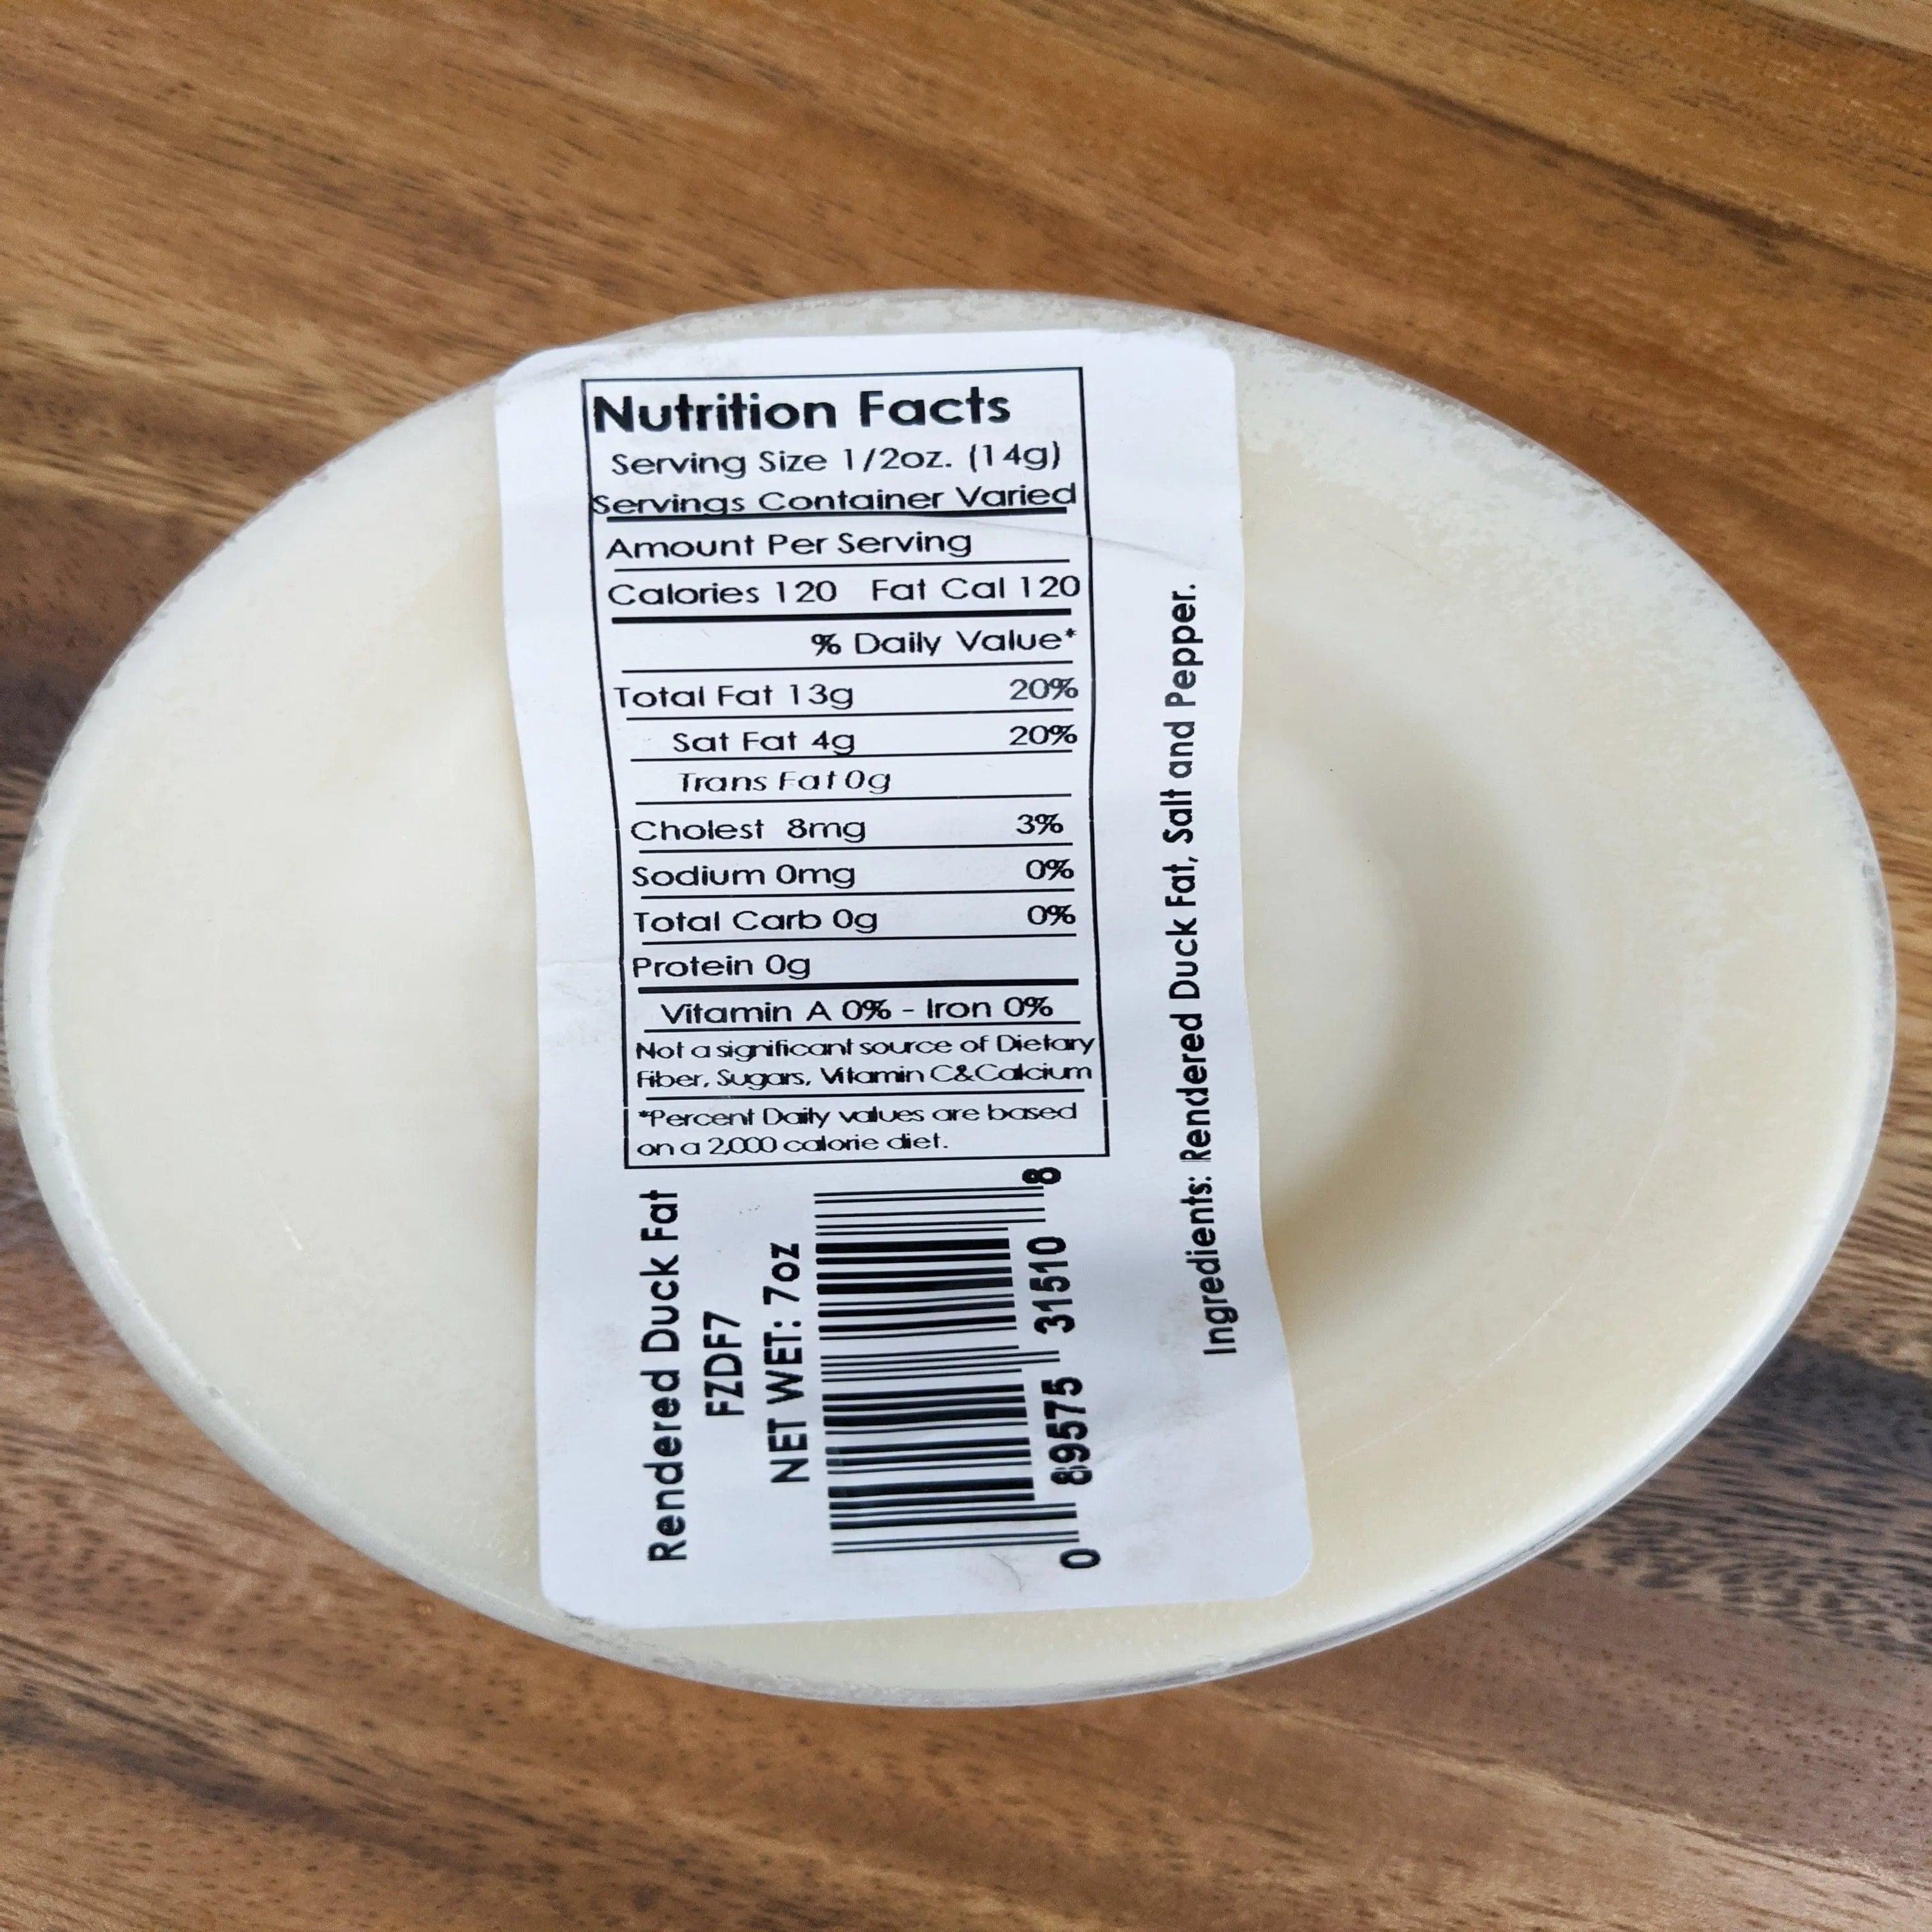 Nutrition Facts
Serving Size 1/2oz. (14g)
Servings Container Varied
Amount Per Serving
Calories 120 Fat Cal 120
% Daily Value*
Total Fat 13g 20%
Sat Fat 4g 20%
Trans Fat 0g
Cholest 8mg 3%
Sodium 0mg 0%
Total Carb 0g 0%
Protein 0g
Vitamin A 0% - Iron 0%
Not a significant source of Dietary
Fiber, Sugars, Vitamin C&Calcium
*Percent Daily values are based
on a 2,000 calorie diet.
Rendered Duck Fat
FZDF7
NET WET: 7oz
0 89575 31510 8
Ingredients: Rendered Duck Fat, Salt and Pepper.